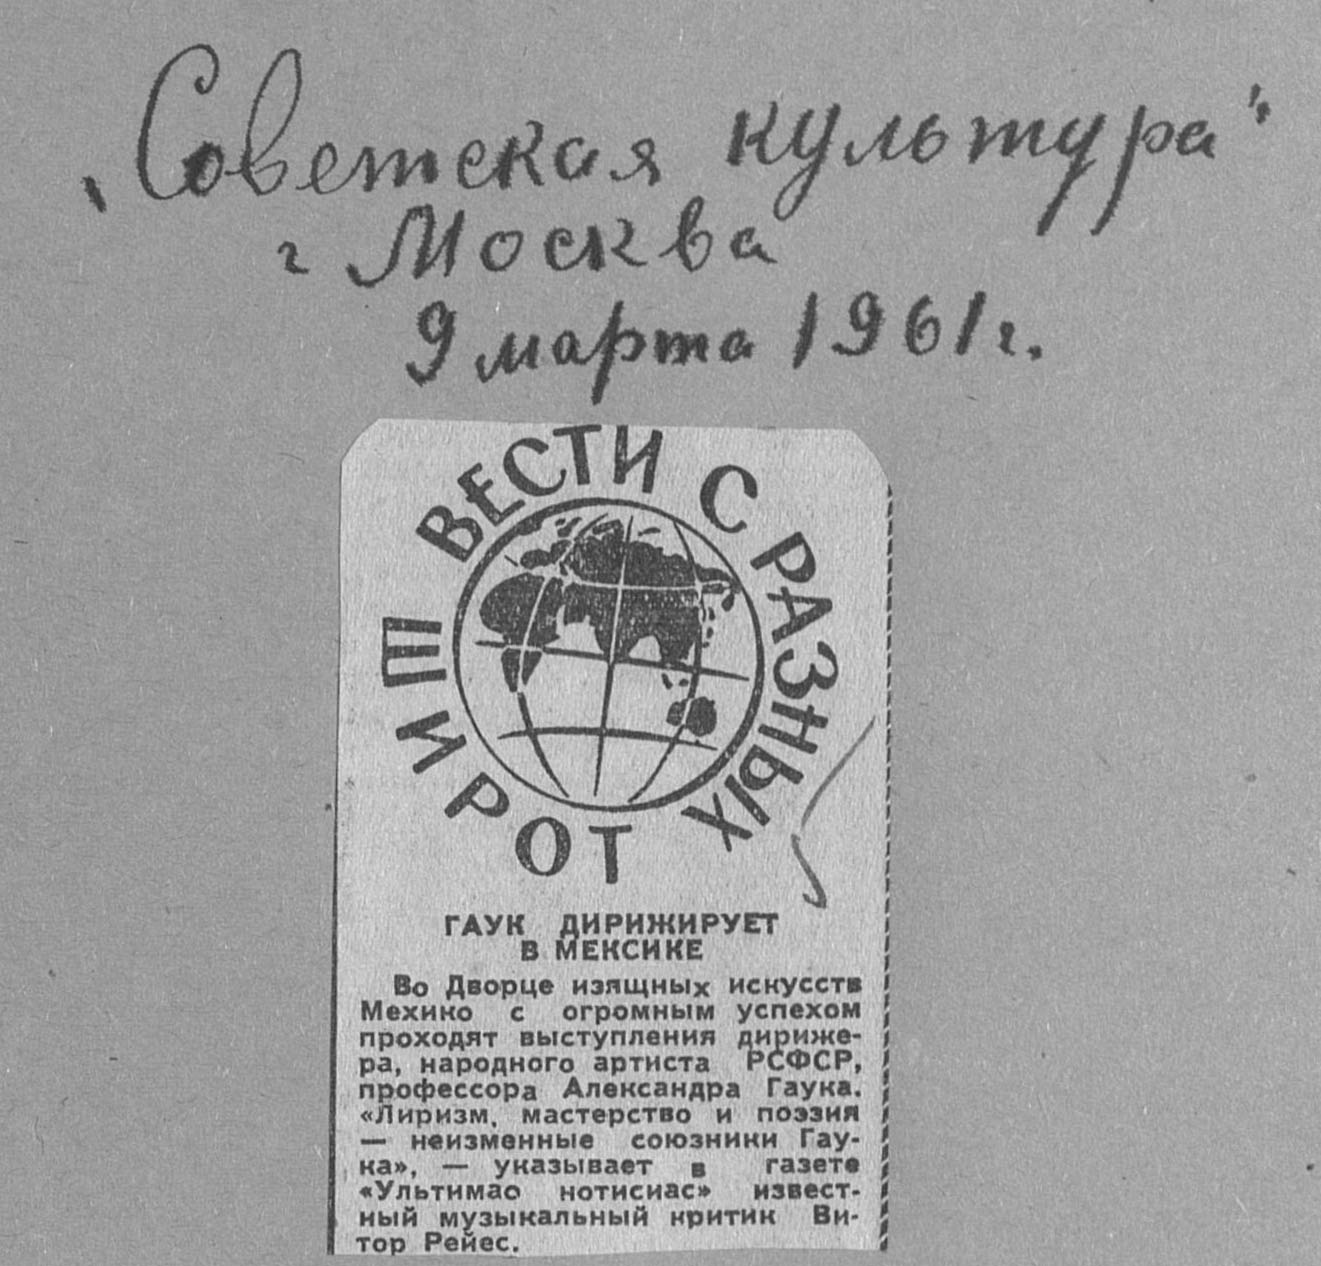 „Советская культура"
г Москва
9 марта 1961 г.
ВЕСТИ С РАЗНЫХ ШИРОТ
ГАУК ДИРИЖИРУЕТ
В МЕКСИКЕ
Во Дворце изящных искусств
Мехико с огромным успехом
проходят выступления дириже-
ра, народного артиста РСФСР,
профессора Александра Гаука.
«Лиризм, мастерство и поэзия
— неизменные союзники Гау-
ка», — указывает в газете
«Ультимао нотисиас» извест-
ный музыкальный критик Ви-
тор Рейес.